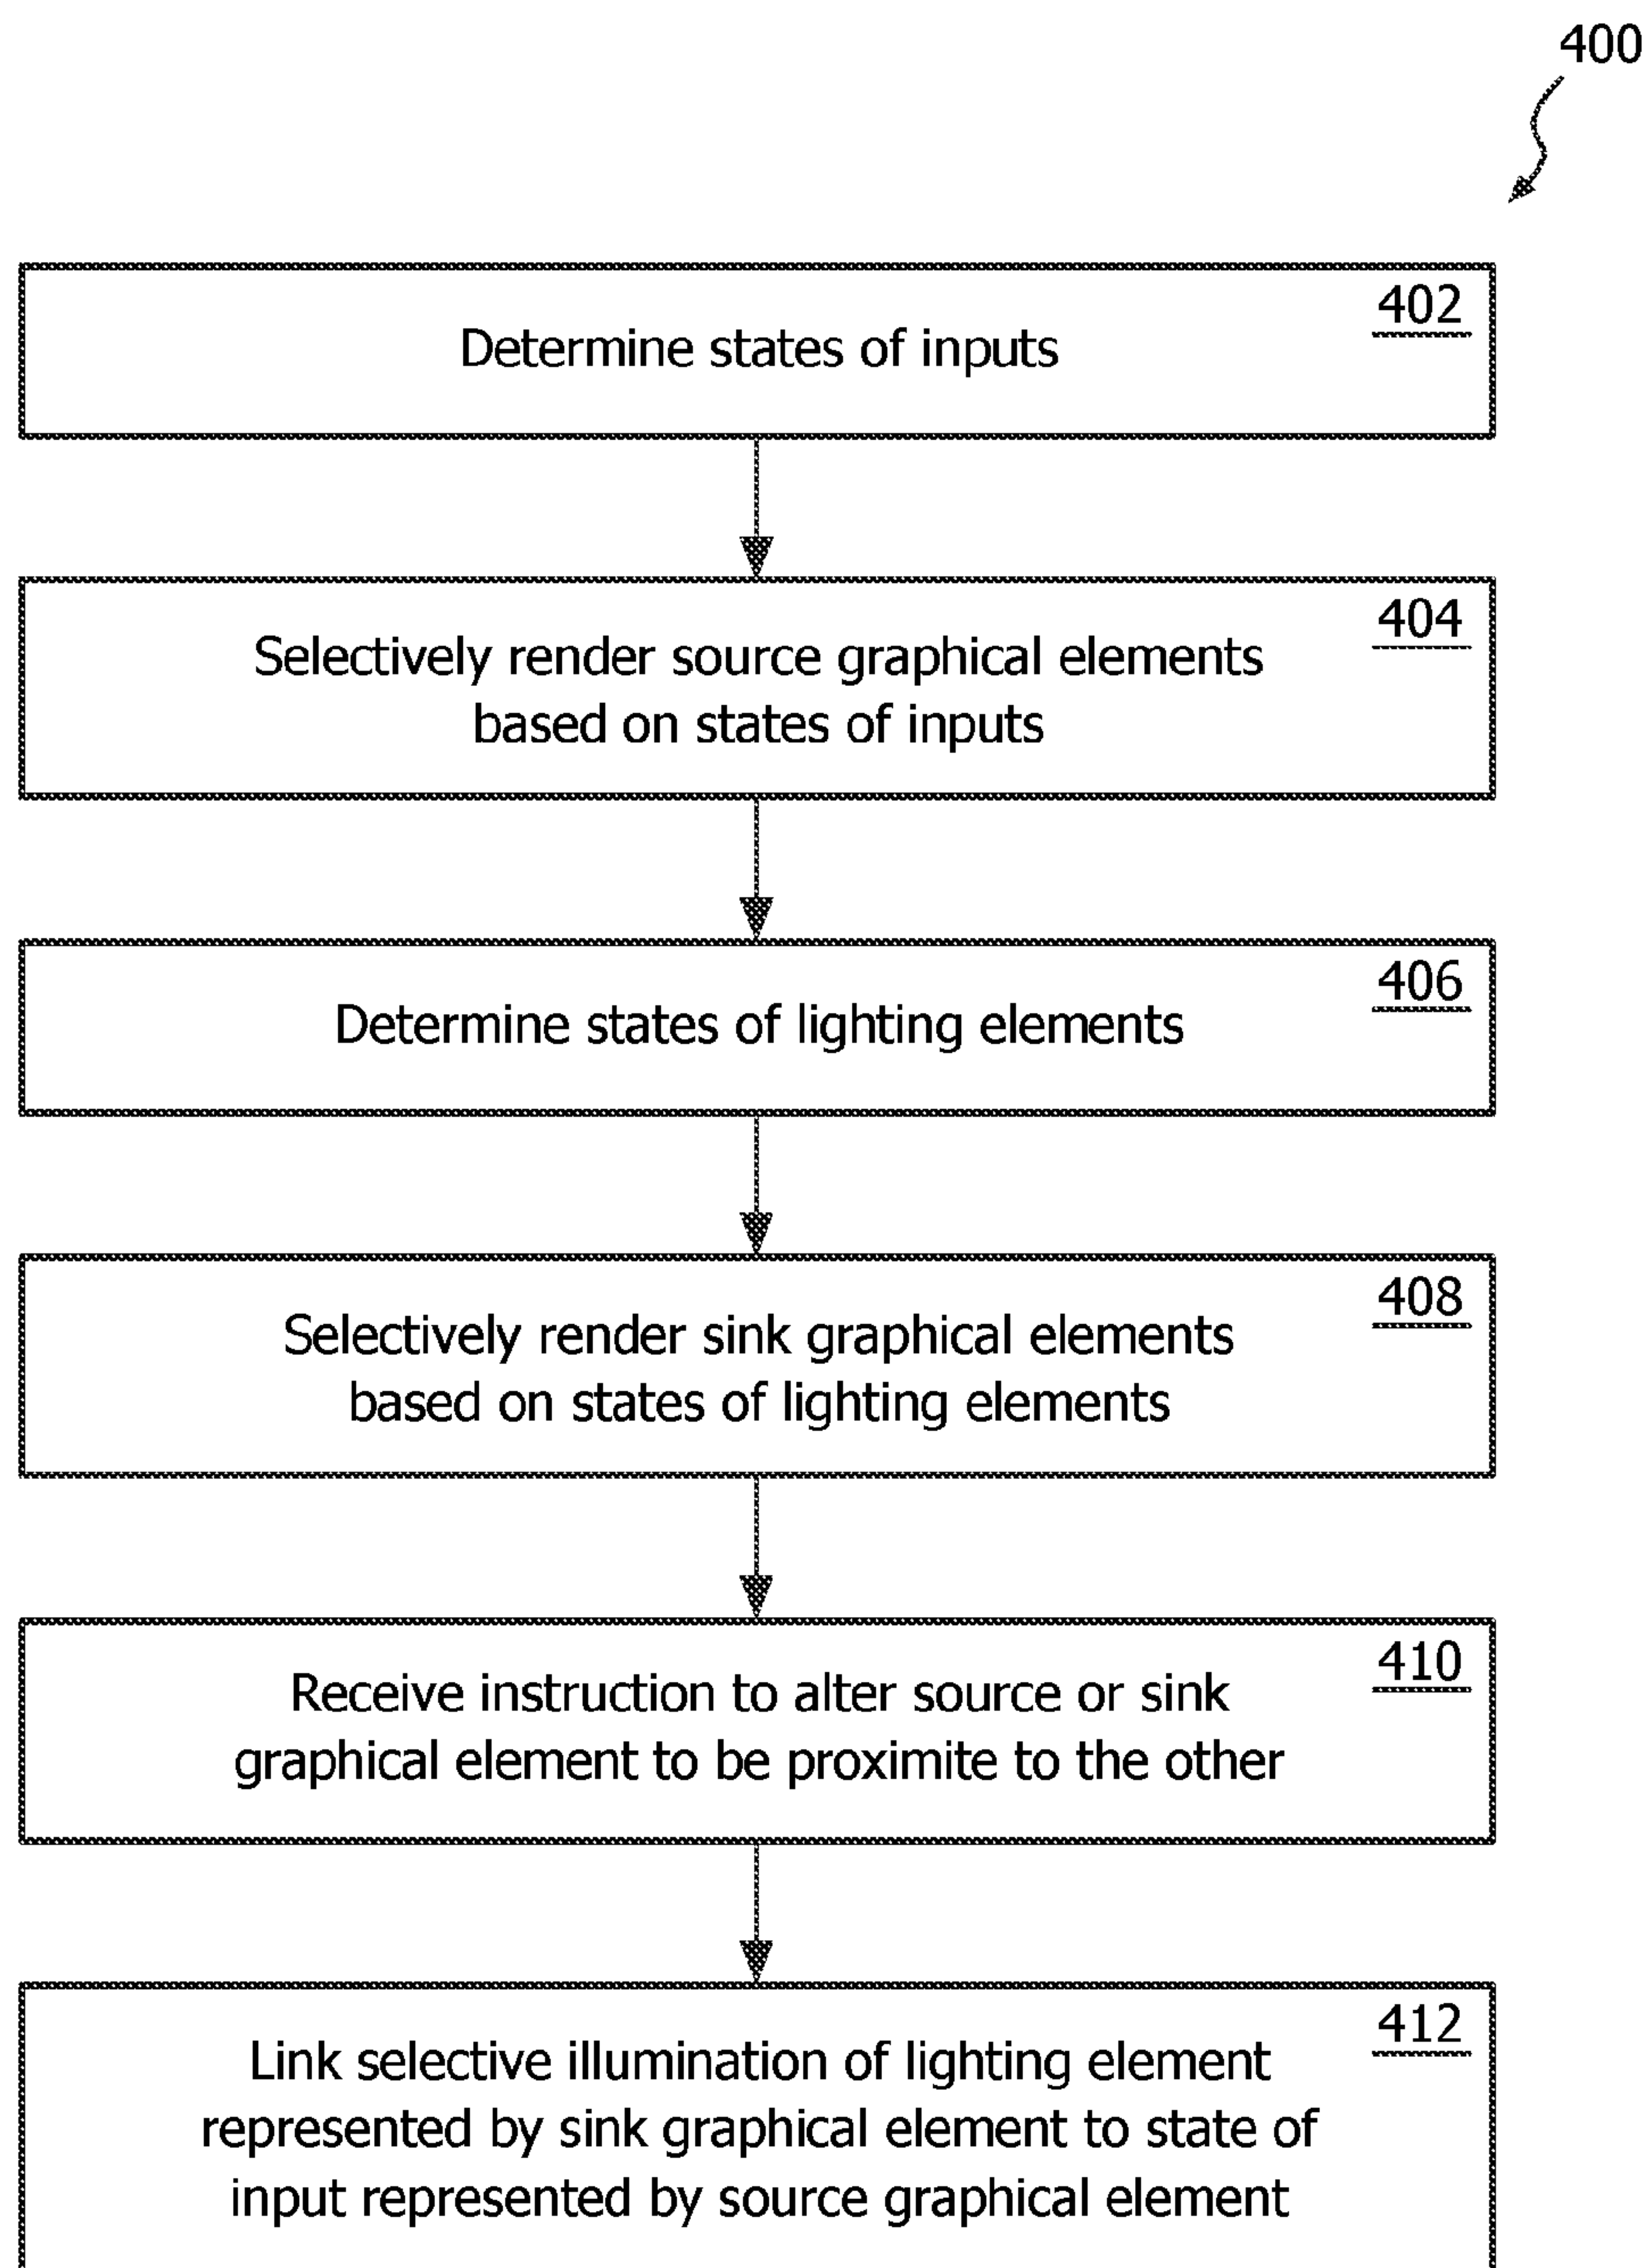 400
402
Determine states of inputs
404
Selectively render source graphical elements
based on states of inputs
406
Determine states of lighting elements
408
Selectively render sink graphical elements
based on states of lighting elements
410
Receive instruction to alter source or sink
graphical element to be proximite to the other
412
Link selective illumination of lighting element
represented by sink graphical element to state of
input represented by source graphical element